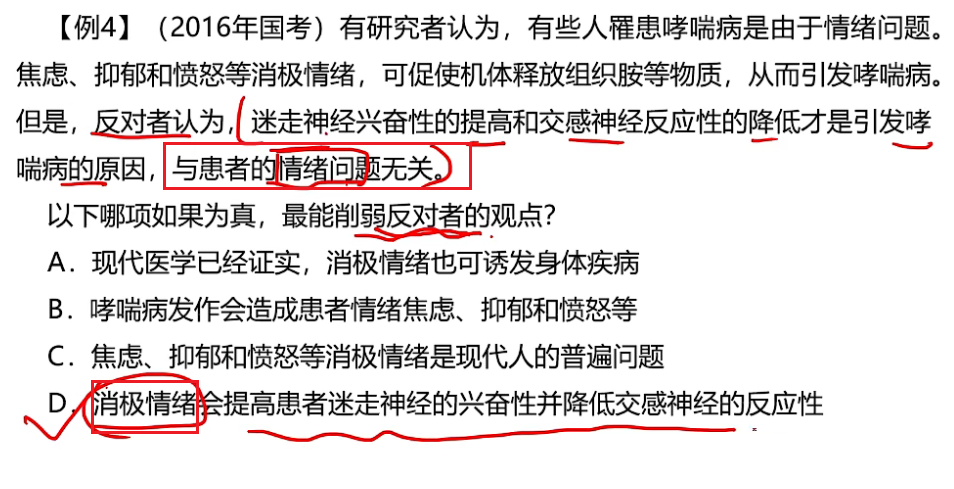 【例4】（2016年国考）有研究者认为，有些人罹患哮喘病是由于情绪问题。
焦虑、抑郁和愤怒等消极情绪，可促使机体释放组织胺等物质，从而引发哮喘病。
但是，反对者认为，迷走神经兴奋性的提高和交感神经反应性的降低才是引发哮
喘病的原因，与患者的情绪问题无关。
以下哪项如果为真，最能削弱反对者的观点？
A．现代医学已经证实，消极情绪也可诱发身体疾病
B．哮喘病发作会造成患者情绪焦虑、抑郁和愤怒等
C．焦虑、抑郁和愤怒等消极情绪是现代人的普遍问题
D．消极情绪会提高患者迷走神经的兴奋性并降低交感神经的反应性